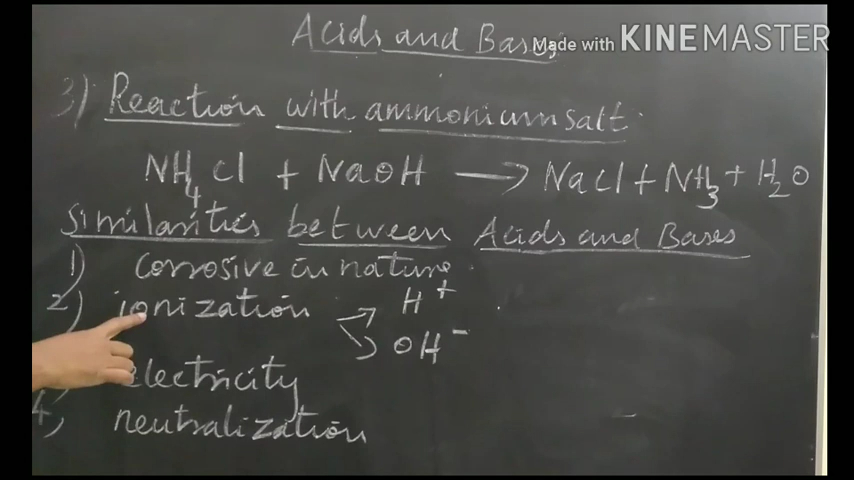 Acids and Bases
Made with KINEMASTER
3) Reaction with ammonium salt.
NH4Cl + NaOH → NaCl + NH3 + H2O
Similarities between Acids and Bases
1) Corrosive in nature.
2) ionization → H+
→ OH-
electricity
4, neutralization